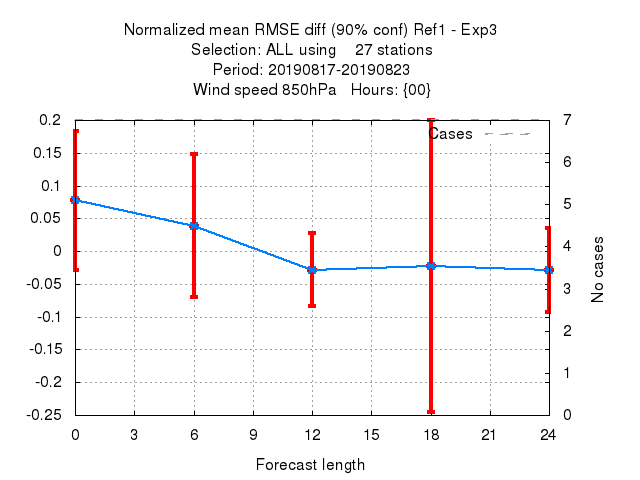 Normalized mean RMSE diff (90% conf) Ref1 - Exp3
Selection: ALL using 27 stations
Period: 20190817-20190823
Wind speed 850hPa Hours: {00}
0.2
0.15
0.1
0.05
0
-0.05
-0.1
-0.15
-0.2
-0.25
Cases
7
6
5
4
3
2
1
0
No cases
0 3 6 9 12 15 18 21 24
Forecast length